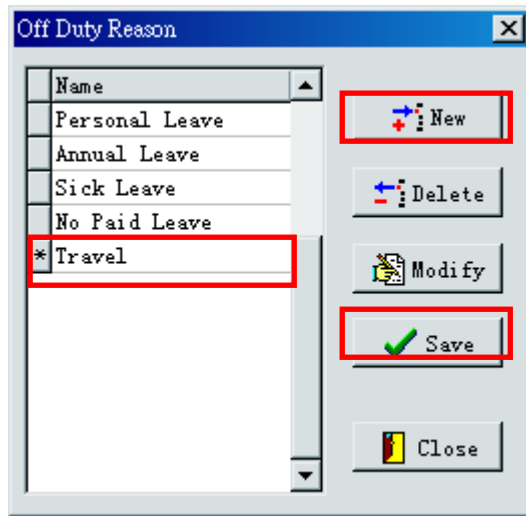 Off Duty Reason
Name
Personal Leave
Annual Leave
Sick Leave
No Paid Leave
* Travel
New
Delete
Modify
Save
Close